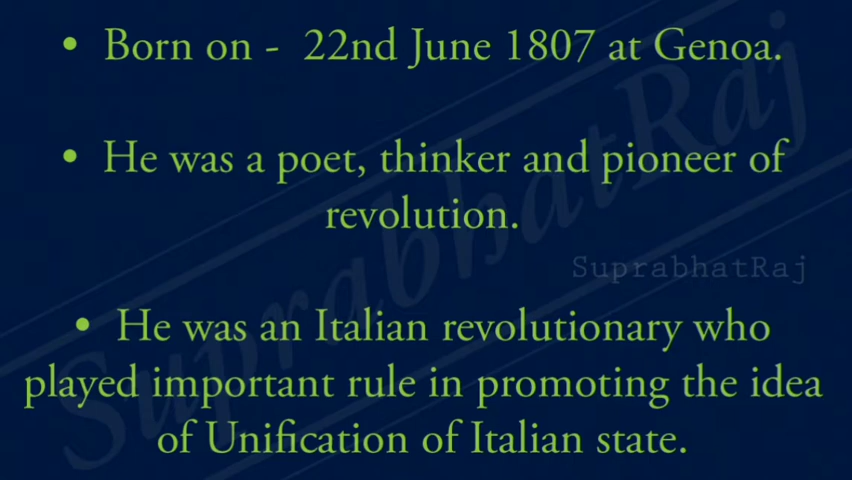 • Born on - 22nd June 1807 at Genoa.
• He was a poet, thinker and pioneer of
revolution.
SuprabhatRaj
• He was an Italian revolutionary who
played important rule in promoting the idea
of Unification of Italian state.
SuprabhatRaj